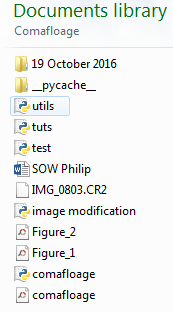 Documents library
Comafloage
19 October 2016
__pycache__
utils
tuts
test
SOW Philip
IMG_0803.CR2
image modification
Figure_2
Figure_1
comafloage
comafloage